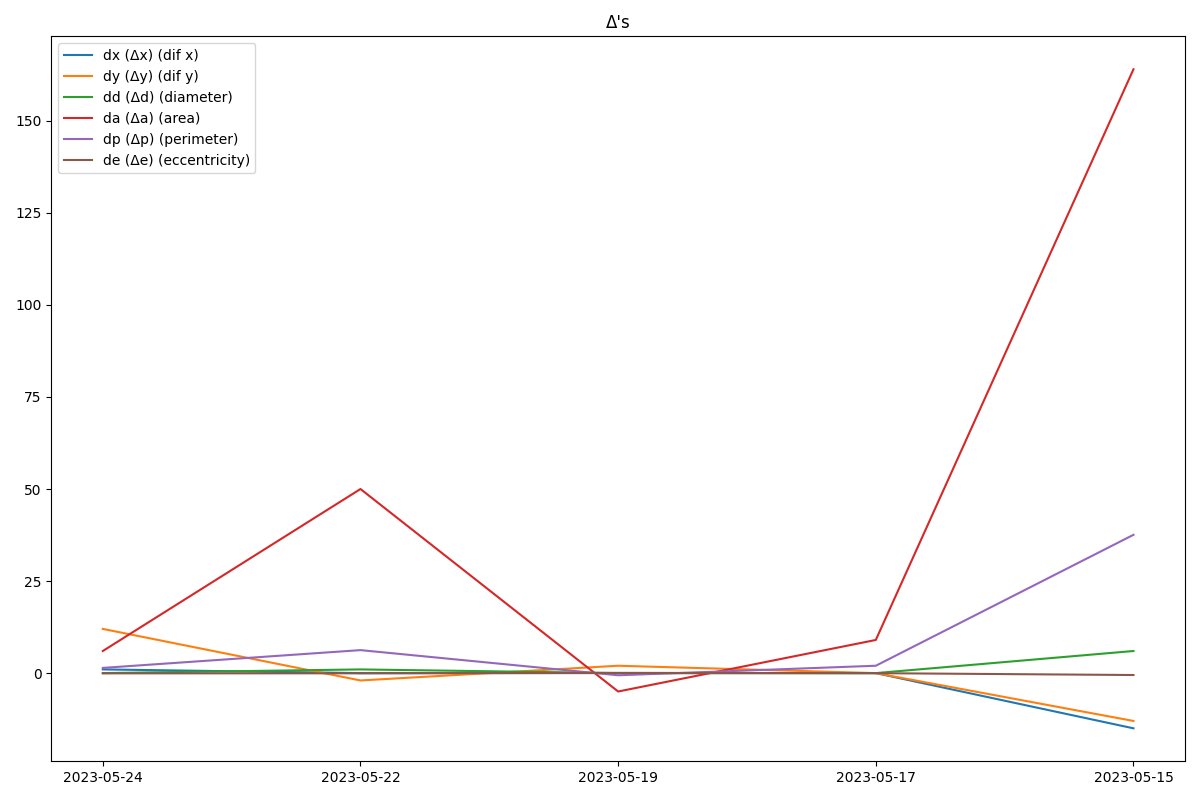 Δ's
dx (Δx) (dif x)
dy (Δy) (dif y)
dd (Δd) (diameter)
da (Δa) (area)
dp (Δp) (perimeter)
de (Δe) (eccentricity)
150
125
100
75
50
25
0
2023-05-24
2023-05-22
2023-05-19
2023-05-17
2023-05-15